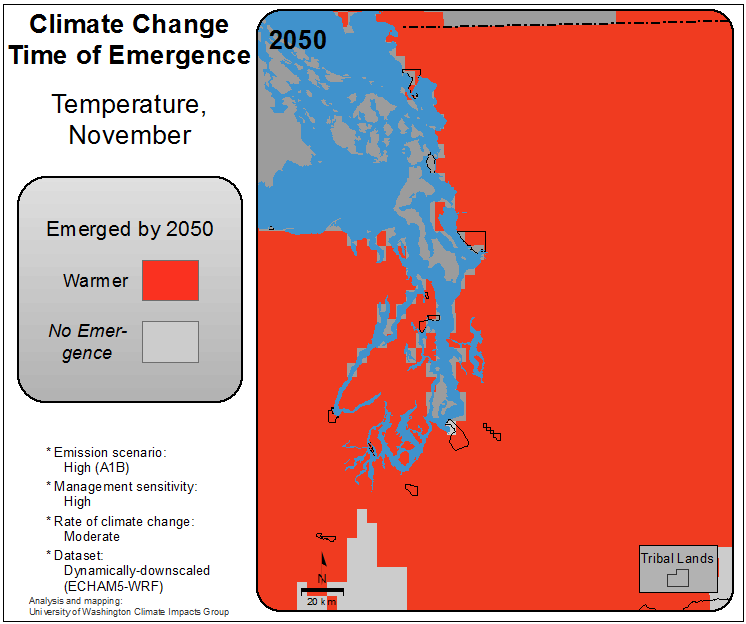 Climate Change
Time of Emergence
Temperature,
November
Emerged by 2050
Warmer
No Emer-
gence
* Emission scenario:
High (A1B)
* Management sensitivity:
High
* Rate of climate change:
Moderate
* Dataset:
Dynamically-downscaled
(ECHAM5-WRF)
Analysis and mapping:
University of Washington Climate Impacts Group
2050
N
20 km
Tribal Lands